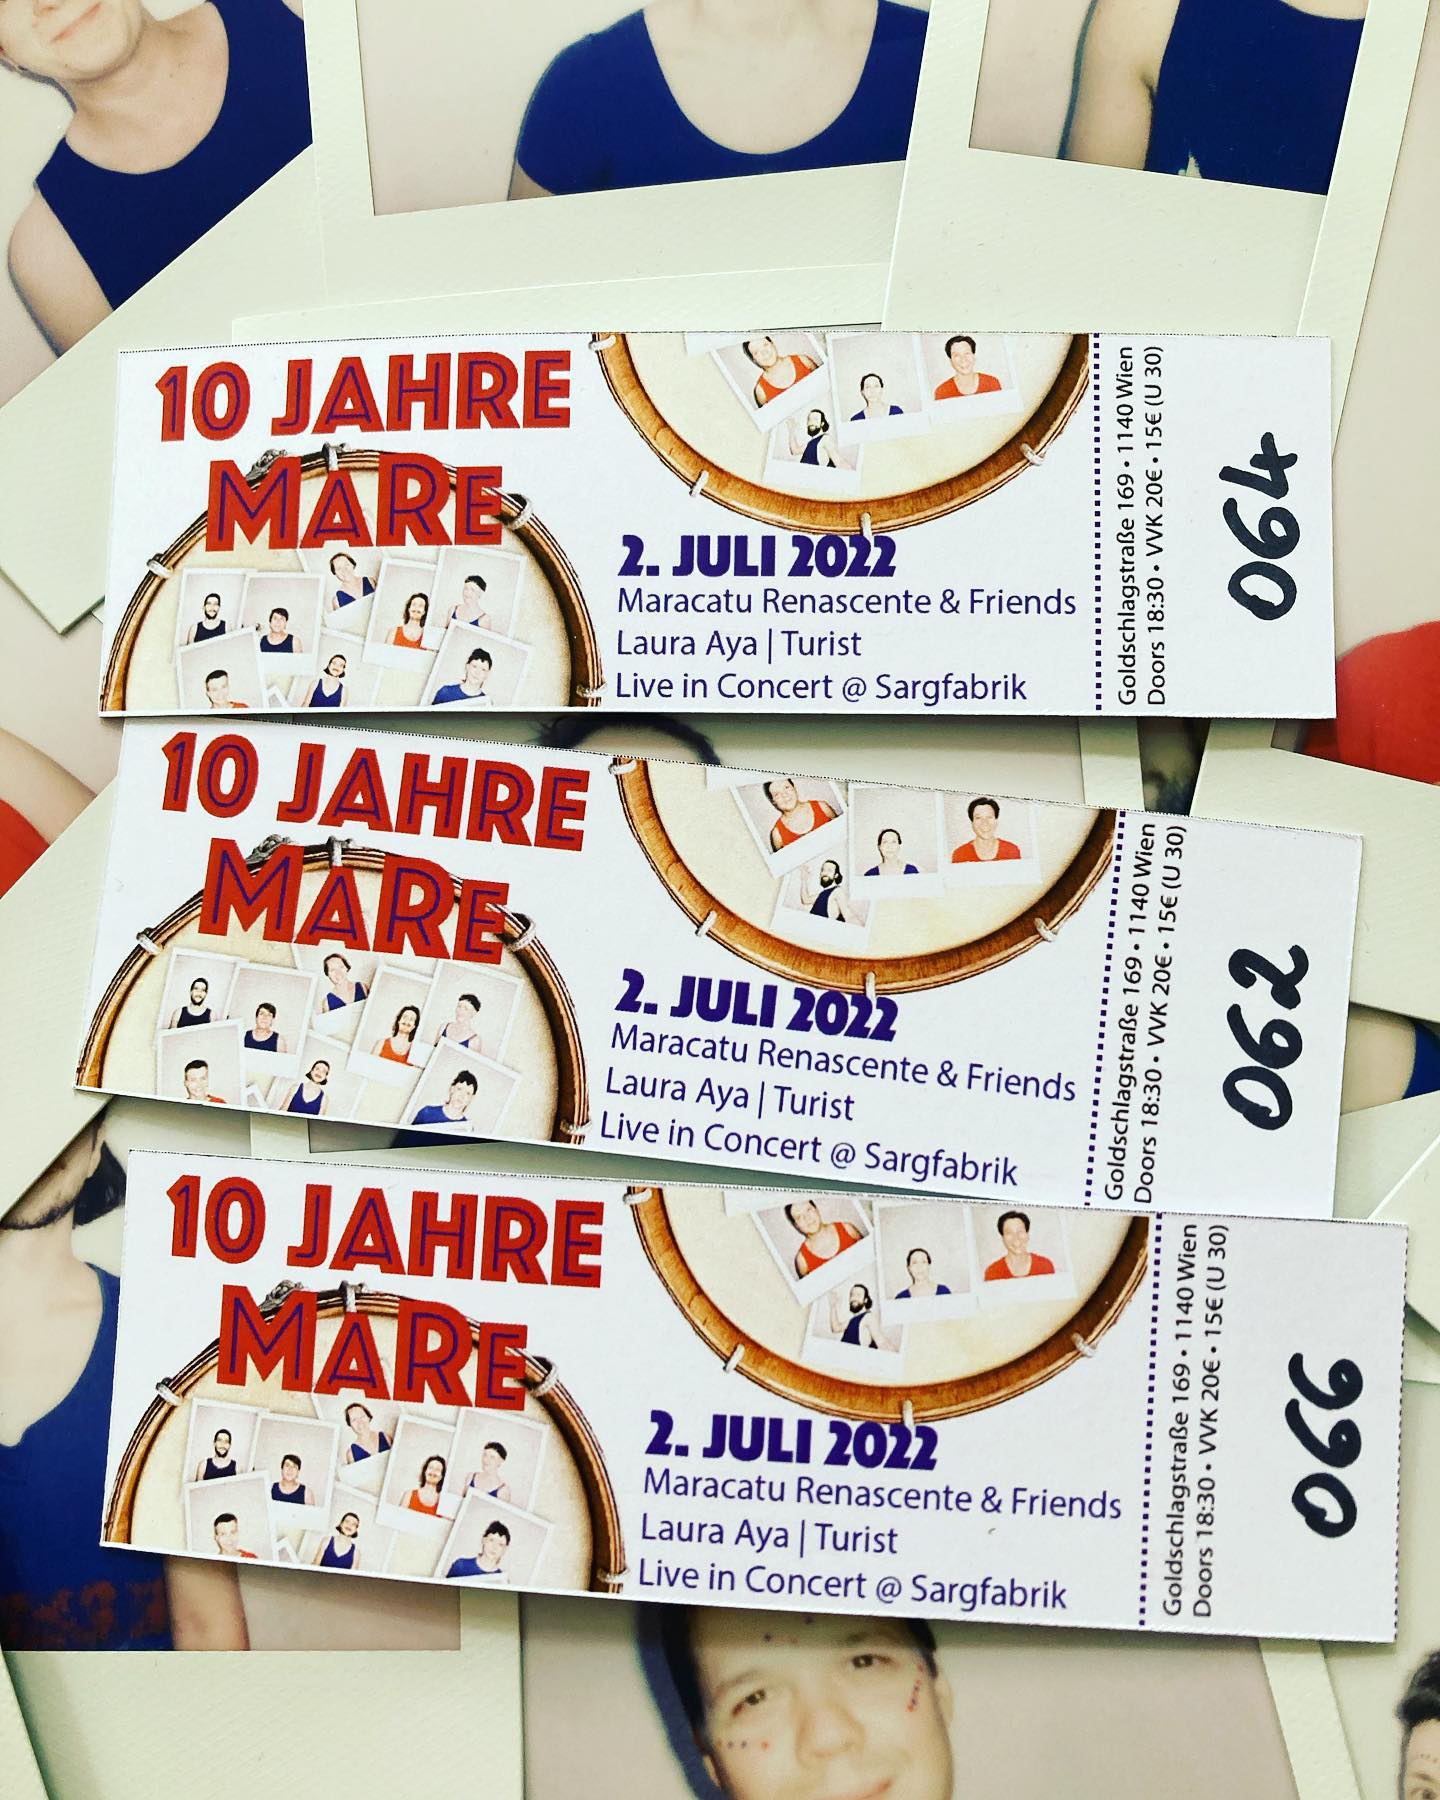 10 JAHRE
MARE
2. JULI 2022
Maracatu Renascente & Friends
Laura Aya | Turist
Live in Concert @ Sargfabrik
Goldschlagstraße 169 • 1140 Wien
Doors 18:30 • VVK 20€ • 15€ (U 30)
064
10 JAHRE
MARE
2. JULI 2022
Maracatu Renascente & Friends
Laura Aya | Turist
Live in Concert @ Sargfabrik
Goldschlagstraße 169 • 1140 Wien
Doors 18:30 • VVK 20€ • 15€ (U 30)
062
10 JAHRE
MARE
2. JULI 2022
Maracatu Renascente & Friends
Laura Aya | Turist
Live in Concert @ Sargfabrik
Goldschlagstraße 169 • 1140 Wien
Doors 18:30 • VVK 20€ • 15€ (U 30)
066